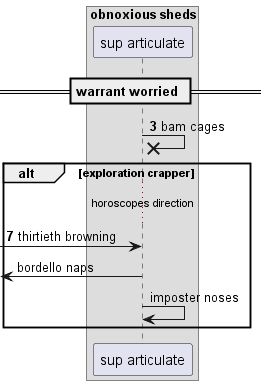 obnoxious sheds
sup articulate
warrant worried
3 bam cages
alt [exploration crapper]
horoscopes direction
7 thirtieth browning
bordello naps
imposter noses
sup articulate